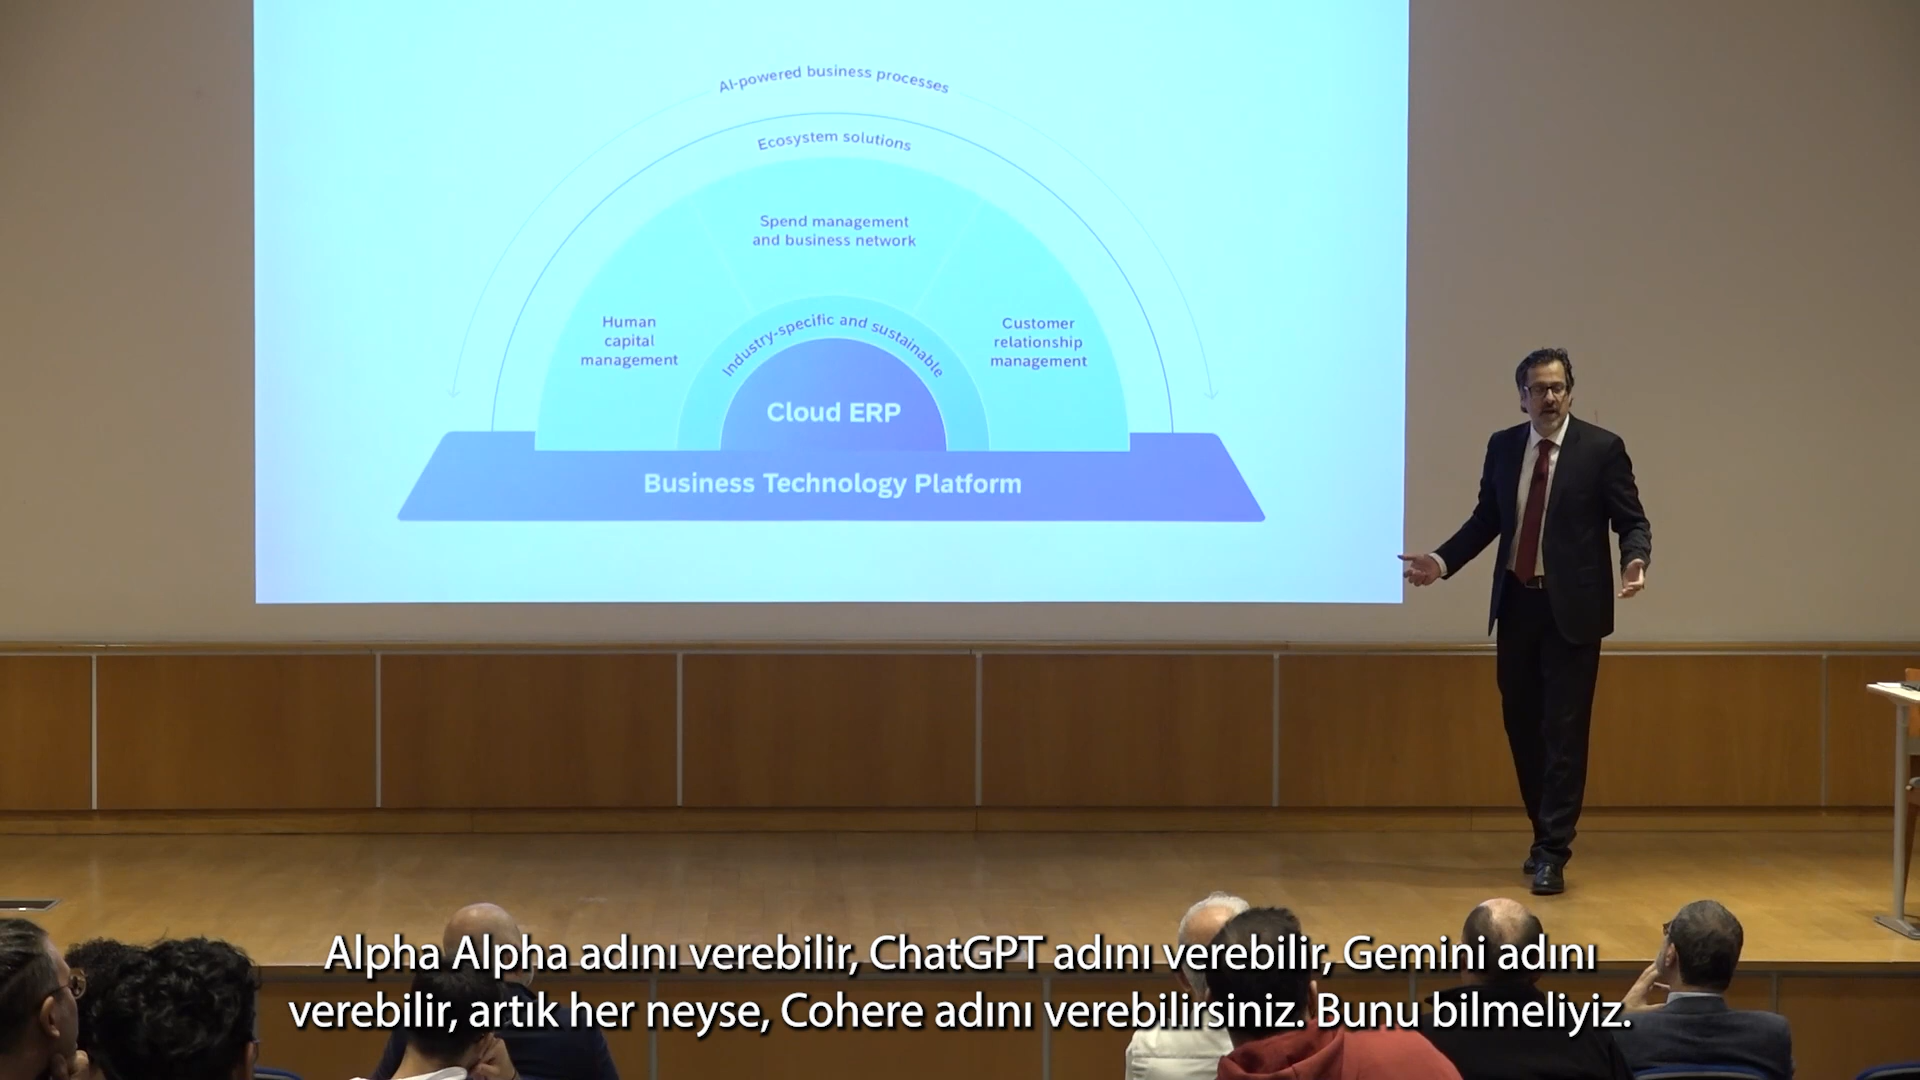 AI-powered business processes
Ecosystem solutions
Spend management
and business network
Human
capital
management
Industry-specific and sustainable
Customer
relationship
management
Cloud ERP
Business Technology Platform
Alpha Alpha adını verebilir, ChatGPT adını verebilir, Gemini adını
verebilir, artık her neyse, Cohere adını verebilirsiniz. Bunu bilmeliyiz.